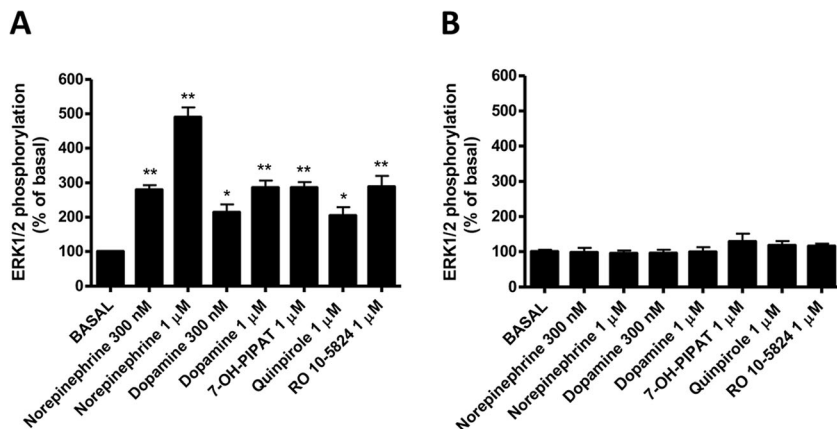 A
ERK1/2 phosphorylation
(% of basal)
600
500
400
300
200
100
0
**
**
*
**
**
*
**
BASAL
Norepinephrine 300 nM
Norepinephrine 1 μM
Dopamine 300 nM
Dopamine 1 μM
7-OH-PIPAT 1 μM
Quinpirole 1 μM
RO 10-5824 1 μM
B
ERK1/2 phosphorylation
(% of basal)
600
500
400
300
200
100
0
BASAL
Norepinephrine 300 nM
Norepinephrine 1 μM
Dopamine 300 nM
Dopamine 1 μM
7-OH-PIPAT 1 μM
Quinpirole 1 μM
RO 10-5824 1 μM